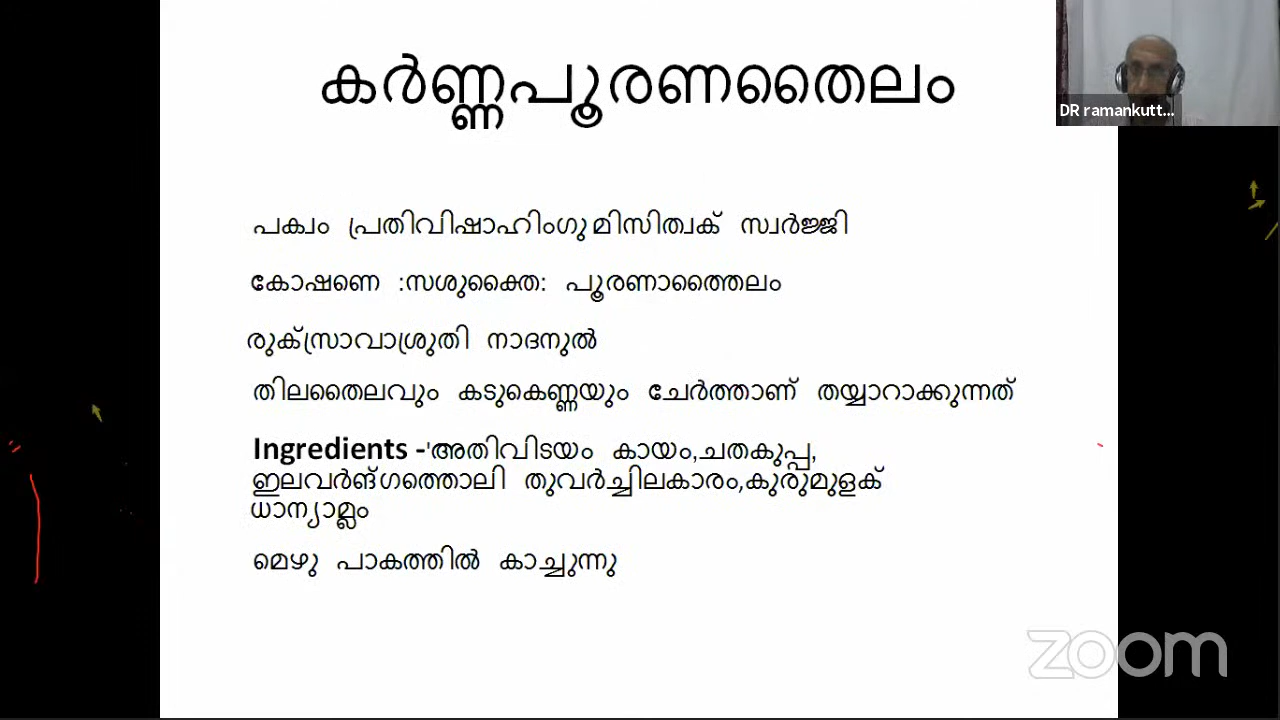 കർണ്ണപൂരണതൈലം
DR ramankutt...
പക്വം പ്രതിവിഷാഹിംഗുമിസിത്വക് സ്വർജ്ജി
കോഷണെ :സശുക്തൈ: പൂരണാത്തൈലം
രുക്സ്രാവാശ്രുതി നാദനുൽ
തിലതൈലവും കടുകെണ്ണയും ചേർത്താണ് തയ്യാറാക്കുന്നത്
Ingredients -'അതിവിടയം കായം,ചതകുപ്പ,
ഇലവർങ്ഗത്തൊലി തുവർച്ചിലകാരം,കുരുമുളക്
ധാന്യാമ്ലം
മെഴു പാകത്തിൽ കാച്ചുന്നു
zoom